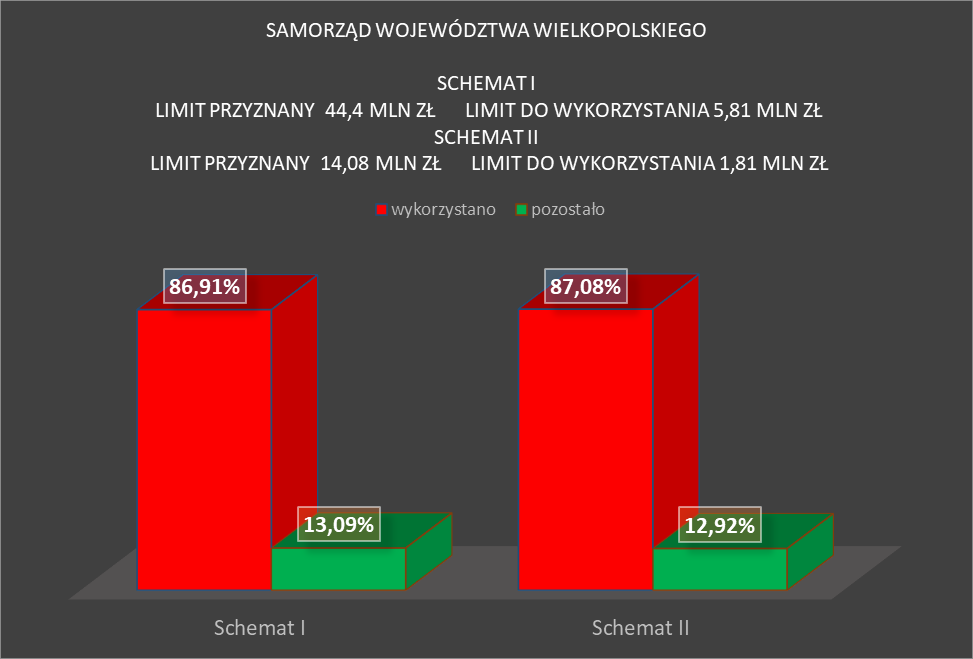 SAMORZĄD WOJEWÓDZTWA WIELKOPOLSKIEGO
SCHEMAT I
LIMIT PRZYZNANY 44,4 MLN ZŁ LIMIT DO WYKORZYSTANIA 5,81 MLN ZŁ
SCHEMAT II
LIMIT PRZYZNANY 14,08 MLN ZŁ LIMIT DO WYKORZYSTANIA 1,81 MLN ZŁ
wykorzystano pozostało
86,91% 87,08%
13,09% 12,92%
Schemat I Schemat II